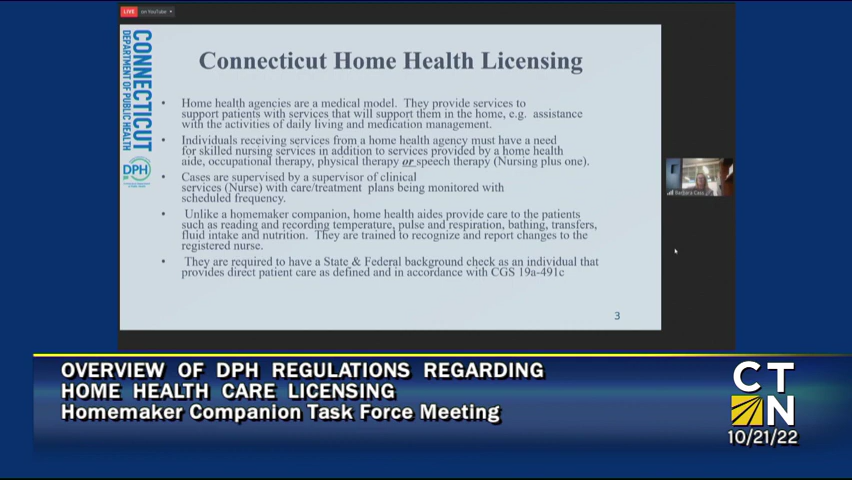 LIVE on YouTube
CONNECTICUT
DEPARTMENT OF PUBLIC HEALTH
DPH
Connecticut Home Health Licensing
• Home health agencies are a medical model. They provide services to
support patients with services that will support them in the home, e.g. assistance
with the activities of daily living and medication management.
• Individuals receiving services from a home health agency must have a need
for skilled nursing services in addition to services provided by a home health
aide, occupational therapy, physical therapy or speech therapy (Nursing plus one).
• Cases are supervised by a supervisor of clinical
services (Nurse) with care/treatment plans being monitored with
scheduled frequency.
• Unlike a homemaker companion, home health aides provide care to the patients
such as reading and recording temperature, pulse and respiration, bathing, transfers,
fluid intake and nutrition. They are trained to recognize and report changes to the
registered nurse.
• They are required to have a State & Federal background check as an individual that
provides direct patient care as defined and in accordance with CGS 19a-491c
3
Barbara Cass
OVERVIEW OF DPH REGULATIONS REGARDING
HOME HEALTH CARE LICENSING
Homemaker Companion Task Force Meeting
CT
N
10/21/22